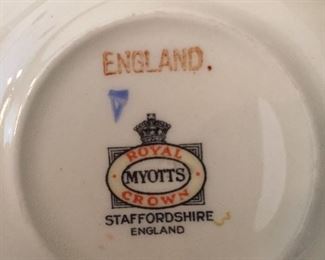 ENGLAND.
ROYAL
MYOTTS
CROWN
STAFFORDSHIRE
ENGLAND